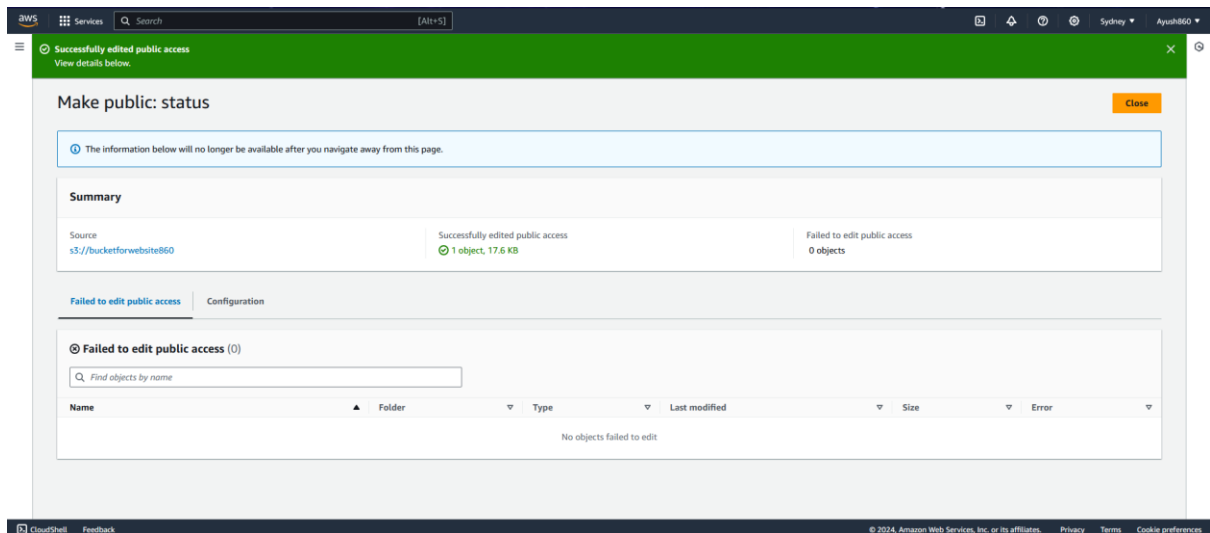 aws Services Search [Alt+S] Sydney Ayush860
Successfully edited public access
View details below.
Make public: status Close
The information below will no longer be available after you navigate away from this page.
Summary
Source Successfully edited public access Failed to edit public access
s3://bucketforwebsite860 1 object, 17.6 KB 0 objects
Failed to edit public access Configuration
Failed to edit public access (0)
Find objects by name
Name Folder Type Last modified Size Error
No objects failed to edit
CloudShell Feedback © 2024, Amazon Web Services, Inc. or its affiliates. Privacy Terms Cookie preferences